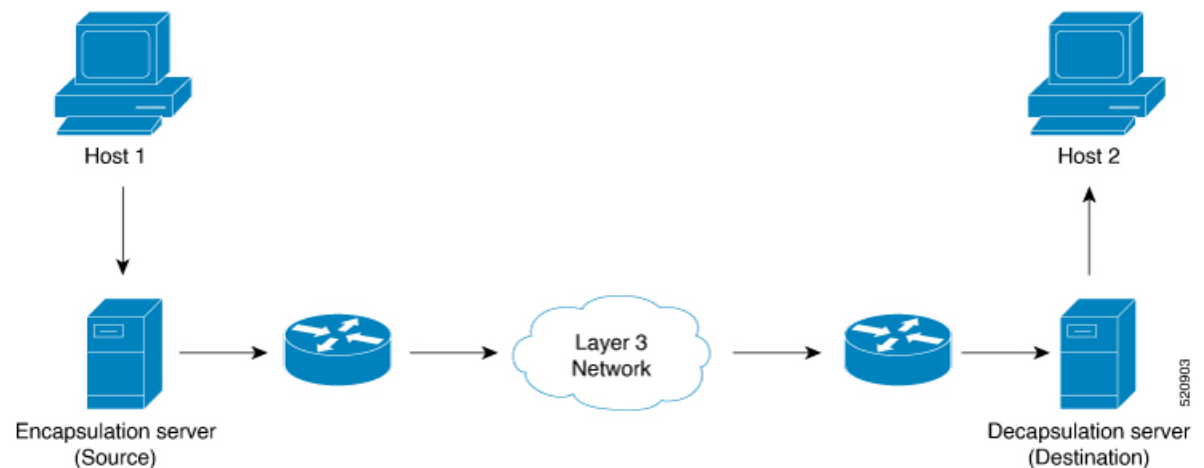 Host 1
Host 2
Layer 3
Network
Encapsulation server
(Source)
Decapsulation server
(Destination)
520903